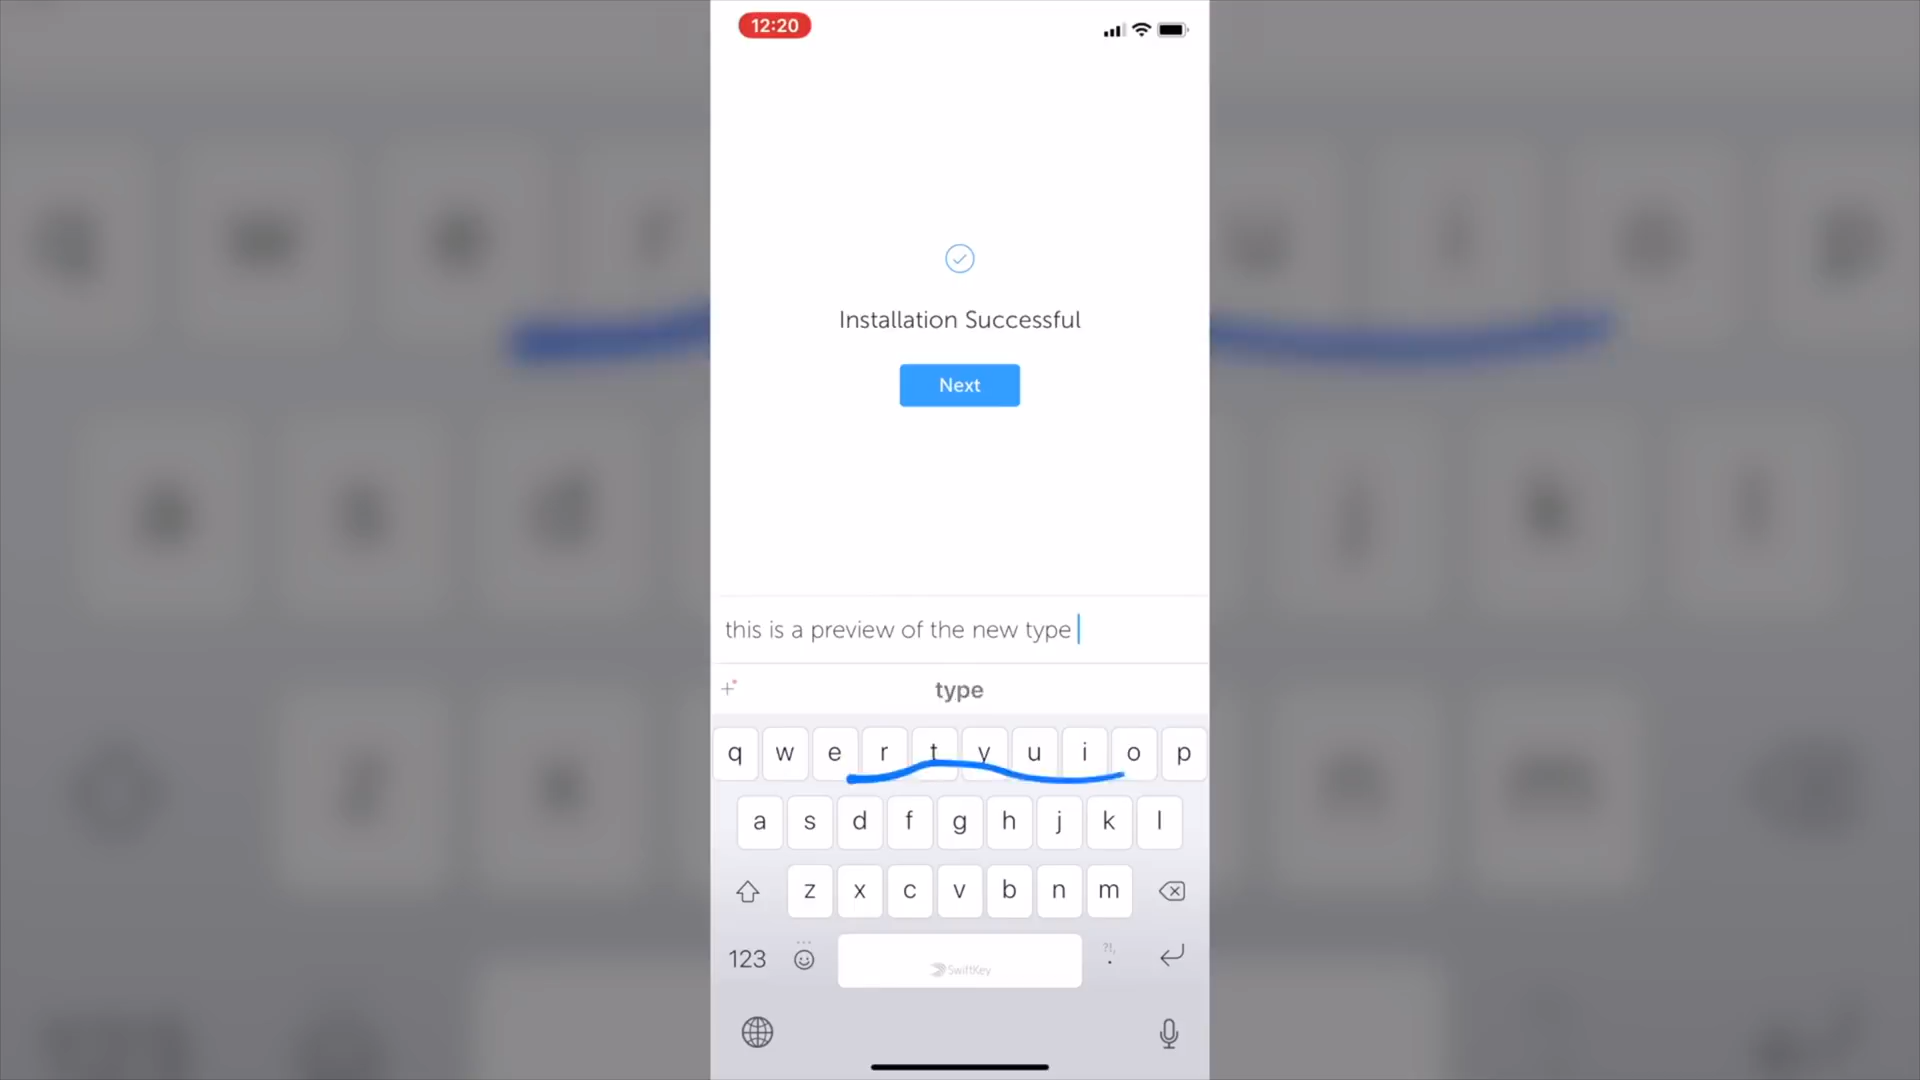 12:20
Installation Successful
Next
this is a preview of the new type
type
q w e r t y u i o p
a s d f g h j k l
z x c v b n m
123 SwiftKey ?!, .